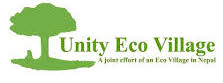 Unity Eco Village
A joint effort of an Eco Village in Nepal